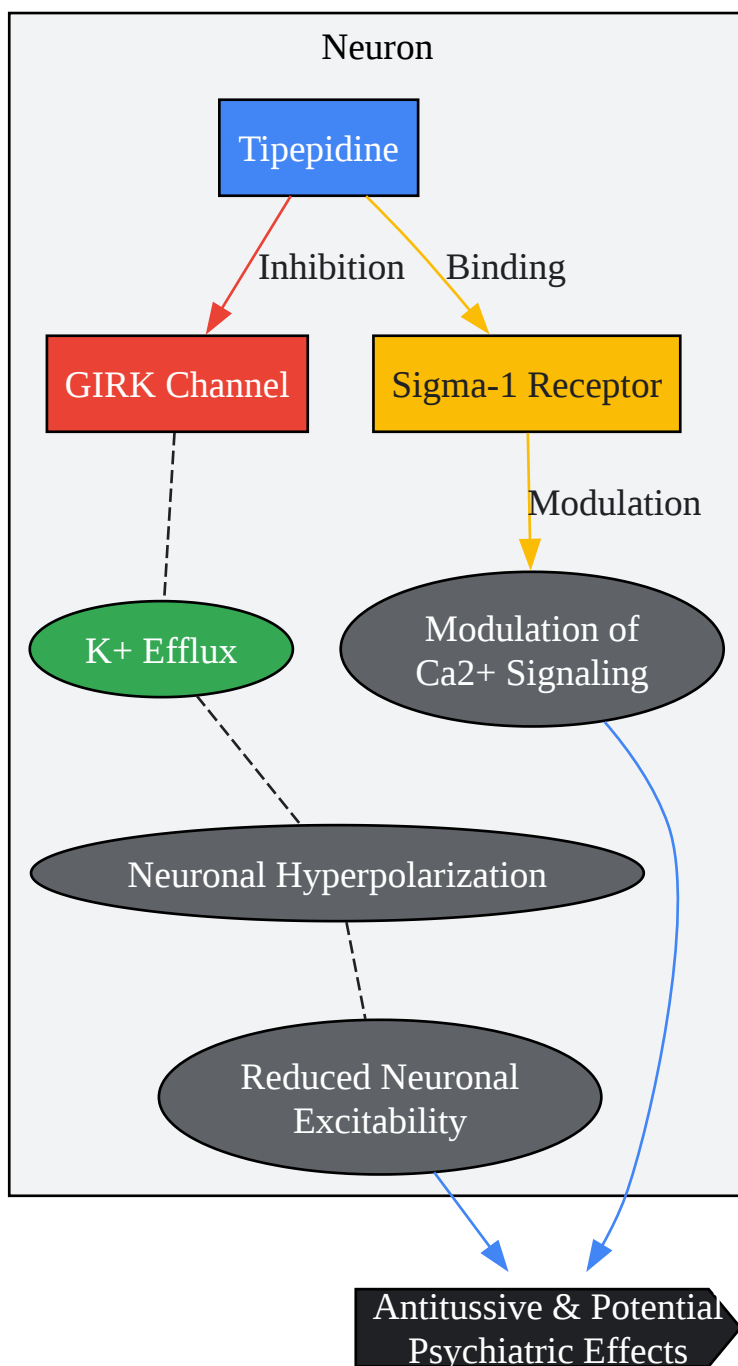 Neuron
Tipepidine
Inhibition
Binding
GIRK Channel
Sigma-1 Receptor
Modulation
K+ Efflux
Modulation of
Ca2+ Signaling
Neuronal Hyperpolarization
Reduced Neuronal
Excitability
Antitussive & Potential
Psychiatric Effects